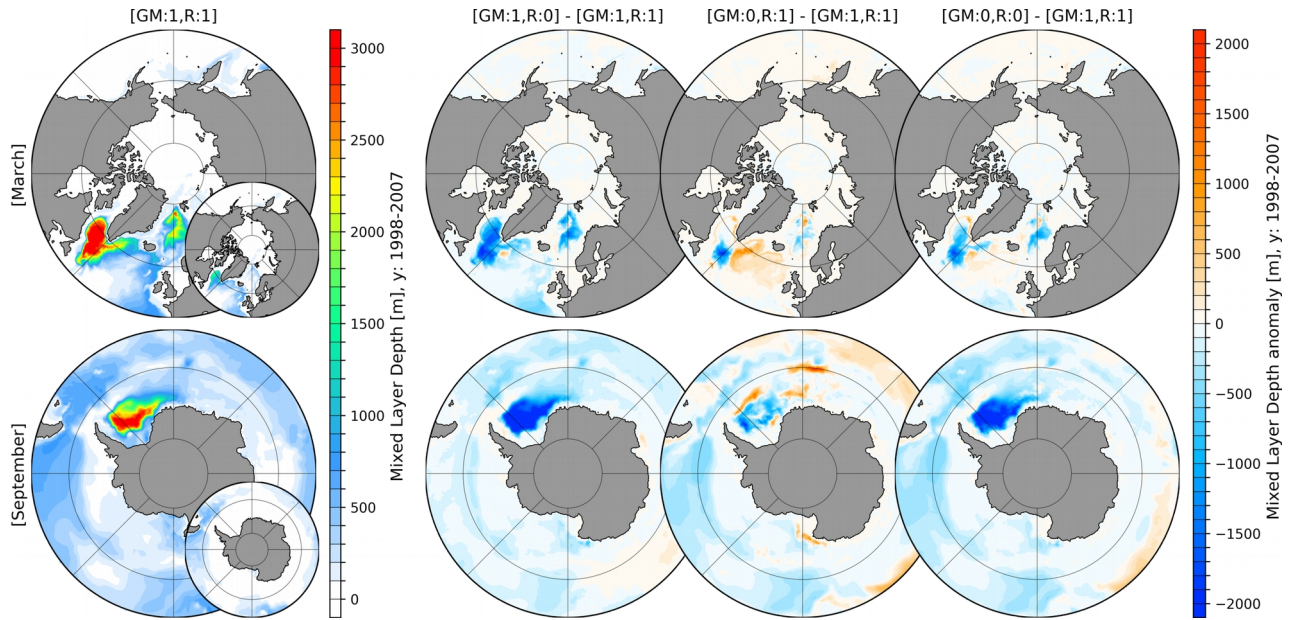 [GM:1,R:1]
[GM:1,R:0] - [GM:1,R:1]
[GM:0,R:1] - [GM:1,R:1]
[GM:0,R:0] - [GM:1,R:1]
[March]
[September]
3000
2500
2000
1500
1000
500
0
Mixed Layer Depth [m], y: 1998-2007
2000
1500
1000
500
0
−500
−1000
−1500
−2000
Mixed Layer Depth anomaly [m], y: 1998-2007